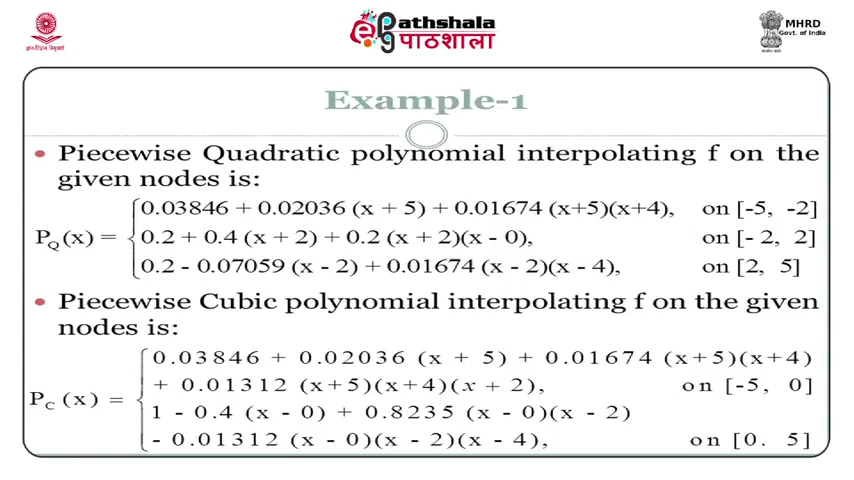 Pathshala
पाठशाला
MHRD
Govt. of India
Example-1
• Piecewise Quadratic polynomial interpolating f on the
given nodes is:
0.03846 + 0.02036 (x + 5) + 0.01674 (x+5)(x+4), on [-5, -2]
P_Q(x) = { 0.2 + 0.4 (x + 2) + 0.2 (x + 2)(x - 0), on [- 2, 2]
0.2 - 0.07059 (x - 2) + 0.01674 (x - 2)(x - 4), on [2, 5]
• Piecewise Cubic polynomial interpolating f on the given
nodes is:
0.03846 + 0.02036 (x + 5) + 0.01674 (x+5)(x+4)
+ 0.01312 (x+5)(x+4)(x + 2), on [-5, 0]
P_C (x) = { 1 - 0.4 (x - 0) + 0.8235 (x - 0)(x - 2)
- 0.01312 (x - 0)(x - 2)(x - 4), on [0. 5]